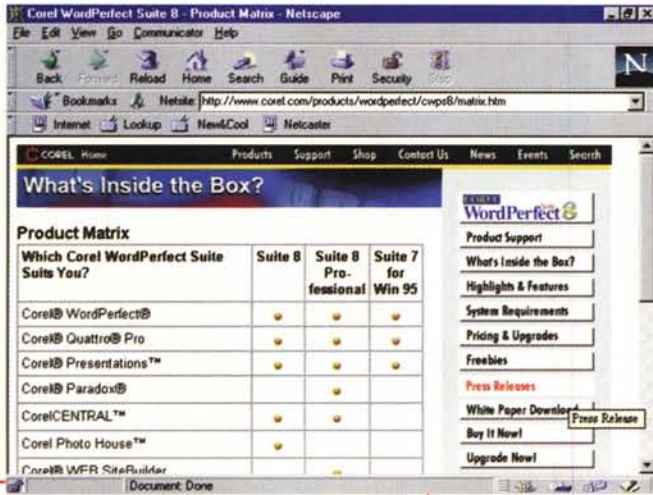 Corel WordPerfect Suite 8 - Product Matrix - Netscape
File Edit View Go Communicator Help
Back Forward Reload Home Search Guide Print Security Stop
N
Bookmarks Netsite: http://www.corel.com/products/wordperfect/cwps8/matrix.htm
Internet Lookup New&Cool Netcaster
COREL Home Products Support Shop Contact Us News Events Search
What's Inside the Box?
Product Matrix
Which Corel WordPerfect Suite Suite 8 Suite 8 Suite 7
Suits You? Pro- for
fessional Win 95
Corel® WordPerfect®
Corel® Quattro® Pro
Corel® Presentations™
Corel® Paradox®
CorelCENTRAL™
Corel Photo House™
Corel® WEB.SiteBuilder
COREL
WordPerfect 8
Product Support
What's Inside the Box?
Highlights & Features
System Requirements
Pricing & Upgrades
Freebies
Press Releases
White Paper Download
Press Release
Buy It Now!
Upgrade Now!
Document: Done